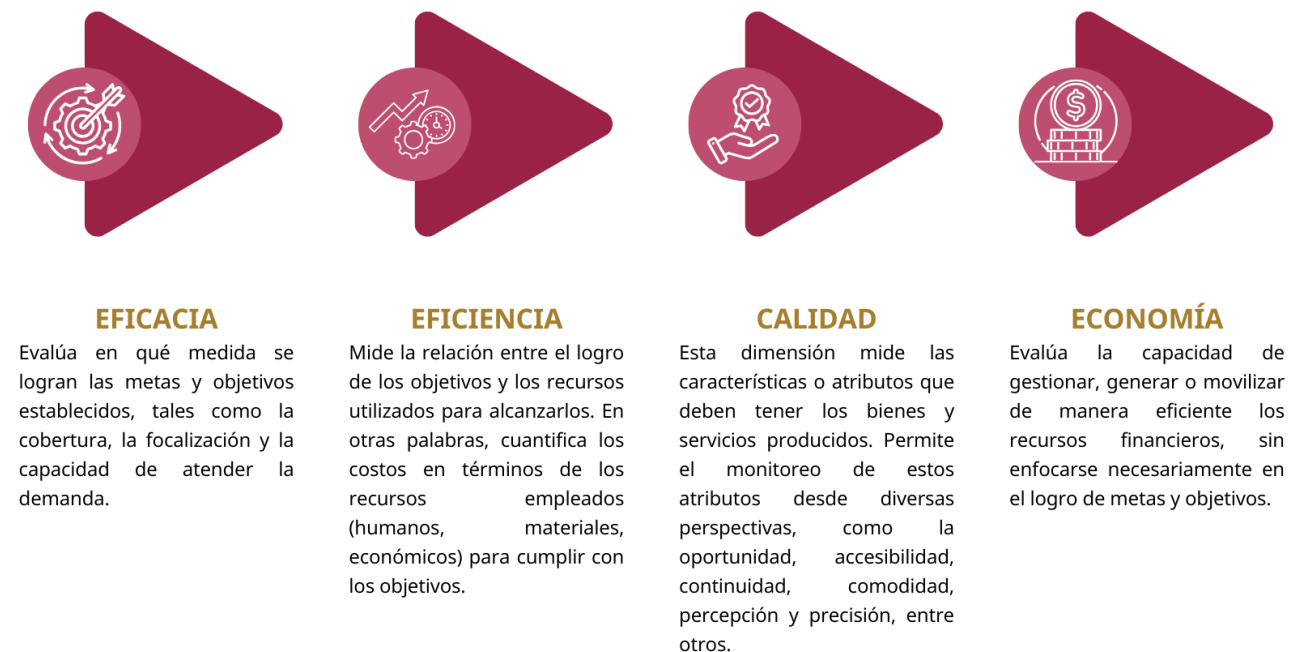 EFICACIA
Evalúa en qué medida se
logran las metas y objetivos
establecidos, tales como la
cobertura, la focalización y la
capacidad de atender la
demanda.
EFICIENCIA
Mide la relación entre el logro
de los objetivos y los recursos
utilizados para alcanzarlos. En
otras palabras, cuantifica los
costos en términos de los
recursos empleados
(humanos, materiales,
económicos) para cumplir con
los objetivos.
CALIDAD
Esta dimensión mide las
características o atributos que
deben tener los bienes y
servicios producidos. Permite
el monitoreo de estos
atributos desde diversas
perspectivas, como la
oportunidad, accesibilidad,
continuidad, comodidad,
percepción y precisión, entre
otros.
ECONOMÍA
Evalúa la capacidad de
gestionar, generar o movilizar
de manera eficiente los
recursos financieros, sin
enfocarse necesariamente en
el logro de metas y objetivos.